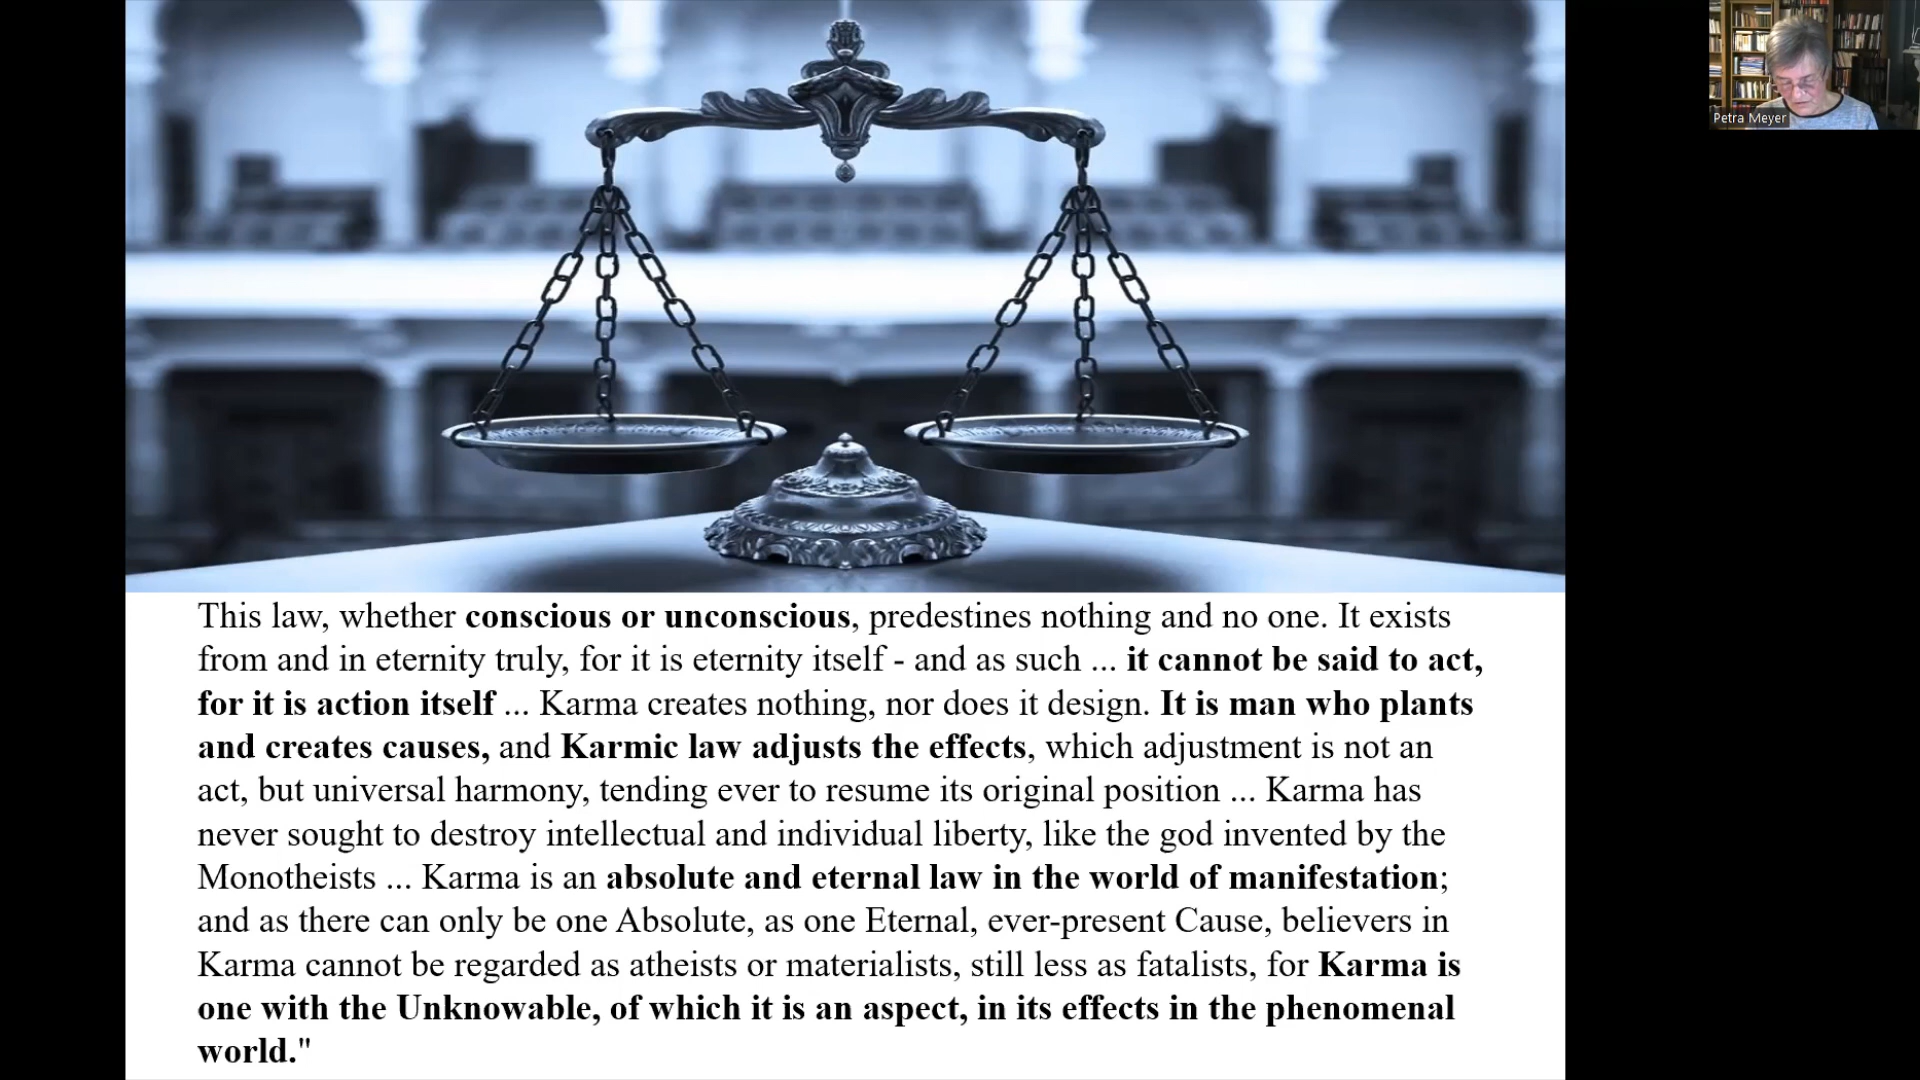 Petra Meyer
This law, whether conscious or unconscious, predestines nothing and no one. It exists
from and in eternity truly, for it is eternity itself - and as such ... it cannot be said to act,
for it is action itself ... Karma creates nothing, nor does it design. It is man who plants
and creates causes, and Karmic law adjusts the effects, which adjustment is not an
act, but universal harmony, tending ever to resume its original position ... Karma has
never sought to destroy intellectual and individual liberty, like the god invented by the
Monotheists ... Karma is an absolute and eternal law in the world of manifestation;
and as there can only be one Absolute, as one Eternal, ever-present Cause, believers in
Karma cannot be regarded as atheists or materialists, still less as fatalists, for Karma is
one with the Unknowable, of which it is an aspect, in its effects in the phenomenal
world."